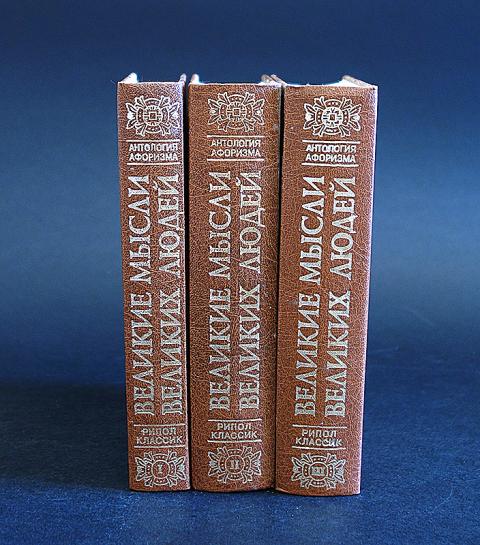 АНТОЛОГИЯ
АФОРИЗМА
ВЕЛИКИЕ МЫСЛИ
ВЕЛИКИХ ЛЮДЕЙ
РИПОЛ
КЛАССИК
I
АНТОЛОГИЯ
АФОРИЗМА
ВЕЛИКИЕ МЫСЛИ
ВЕЛИКИХ ЛЮДЕЙ
РИПОЛ
КЛАССИК
II
АНТОЛОГИЯ
АФОРИЗМА
ВЕЛИКИЕ МЫСЛИ
ВЕЛИКИХ ЛЮДЕЙ
РИПОЛ
КЛАССИК
III